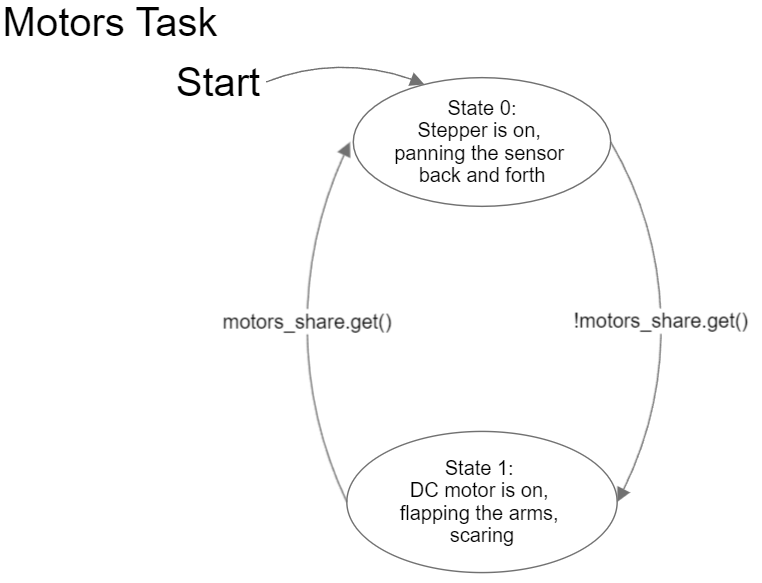 Motors Task
Start
State 0:
Stepper is on,
panning the sensor
back and forth
motors_share.get()
!motors_share.get()
State 1:
DC motor is on,
flapping the arms,
scaring